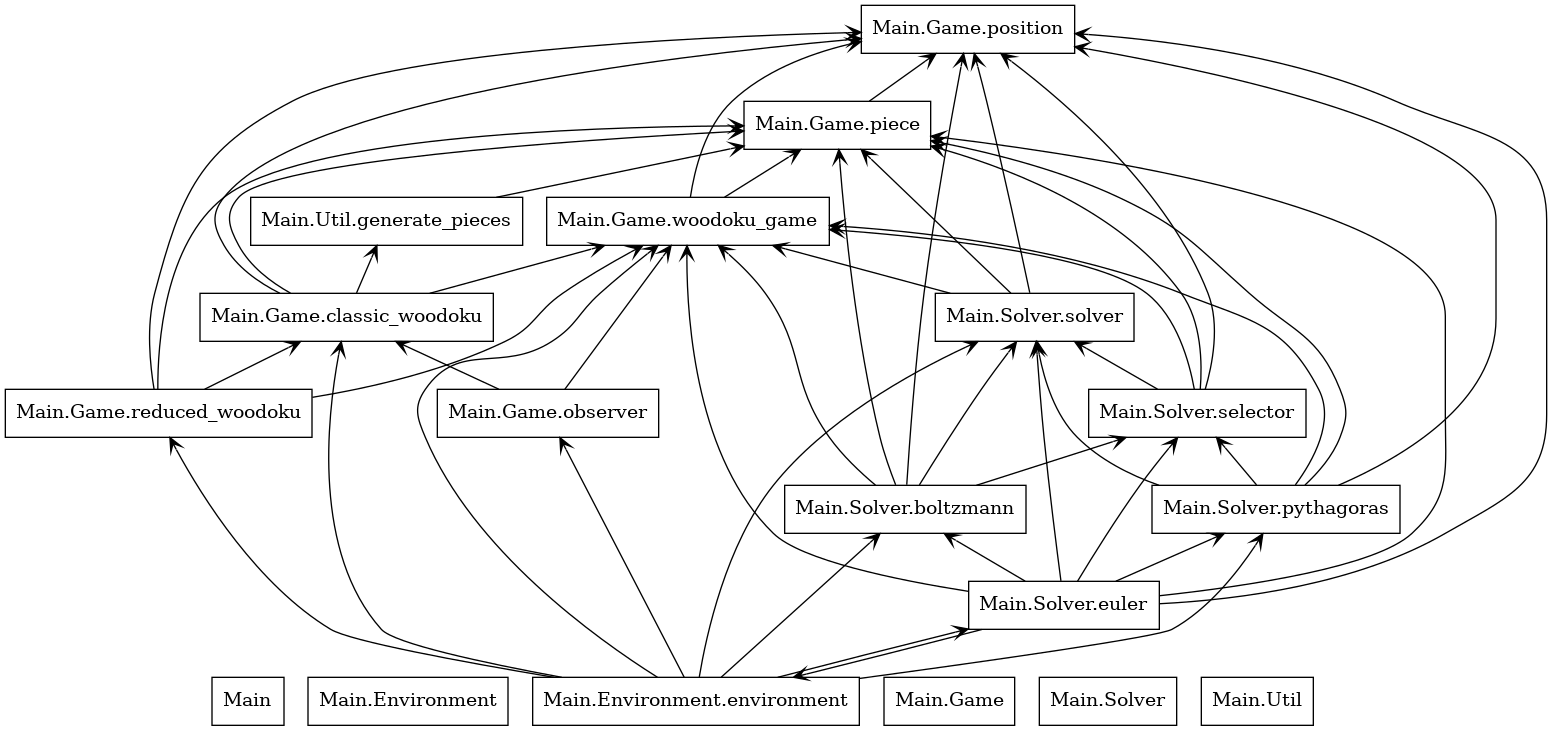 Main.Game.position
Main.Game.piece
Main.Util.generate_pieces
Main.Game.woodoku_game
Main.Game.classic_woodoku
Main.Solver.solver
Main.Game.reduced_woodoku
Main.Game.observer
Main.Solver.selector
Main.Solver.boltzmann
Main.Solver.pythagoras
Main.Solver.euler
Main
Main.Environment
Main.Environment.environment
Main.Game
Main.Solver
Main.Util